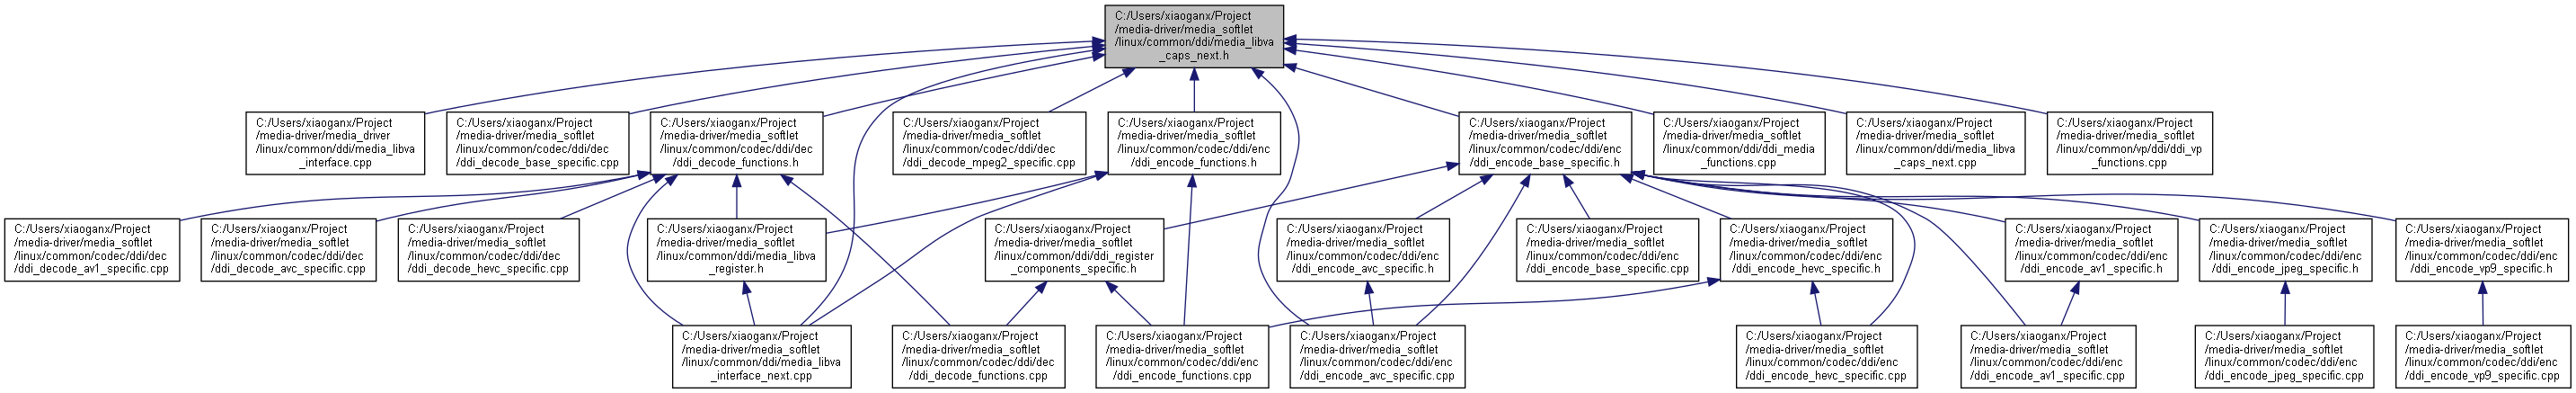 C:/Users/xiaoganx/Project
/media-driver/media_softlet
/linux/common/ddi/media_libva
_caps_next.h
C:/Users/xiaoganx/Project
/media-driver/media_driver
/linux/common/ddi/media_libva
_interface.cpp
C:/Users/xiaoganx/Project
/media-driver/media_softlet
/linux/common/codec/ddi/dec
/ddi_decode_base_specific.cpp
C:/Users/xiaoganx/Project
/media-driver/media_softlet
/linux/common/codec/ddi/dec
/ddi_decode_functions.h
C:/Users/xiaoganx/Project
/media-driver/media_softlet
/linux/common/codec/ddi/dec
/ddi_decode_mpeg2_specific.cpp
C:/Users/xiaoganx/Project
/media-driver/media_softlet
/linux/common/codec/ddi/enc
/ddi_encode_functions.h
C:/Users/xiaoganx/Project
/media-driver/media_softlet
/linux/common/codec/ddi/enc
/ddi_encode_base_specific.h
C:/Users/xiaoganx/Project
/media-driver/media_softlet
/linux/common/ddi/ddi_media
_functions.cpp
C:/Users/xiaoganx/Project
/media-driver/media_softlet
/linux/common/ddi/media_libva
_caps_next.cpp
C:/Users/xiaoganx/Project
/media-driver/media_softlet
/linux/common/vp/ddi/ddi_vp
_functions.cpp
C:/Users/xiaoganx/Project
/media-driver/media_softlet
/linux/common/codec/ddi/dec
/ddi_decode_av1_specific.cpp
C:/Users/xiaoganx/Project
/media-driver/media_softlet
/linux/common/codec/ddi/dec
/ddi_decode_avc_specific.cpp
C:/Users/xiaoganx/Project
/media-driver/media_softlet
/linux/common/codec/ddi/dec
/ddi_decode_hevc_specific.cpp
C:/Users/xiaoganx/Project
/media-driver/media_softlet
/linux/common/ddi/media_libva
_register.h
C:/Users/xiaoganx/Project
/media-driver/media_softlet
/linux/common/ddi/ddi_register
_components_specific.h
C:/Users/xiaoganx/Project
/media-driver/media_softlet
/linux/common/codec/ddi/enc
/ddi_encode_avc_specific.h
C:/Users/xiaoganx/Project
/media-driver/media_softlet
/linux/common/codec/ddi/enc
/ddi_encode_base_specific.cpp
C:/Users/xiaoganx/Project
/media-driver/media_softlet
/linux/common/codec/ddi/enc
/ddi_encode_hevc_specific.h
C:/Users/xiaoganx/Project
/media-driver/media_softlet
/linux/common/codec/ddi/enc
/ddi_encode_av1_specific.h
C:/Users/xiaoganx/Project
/media-driver/media_softlet
/linux/common/codec/ddi/enc
/ddi_encode_jpeg_specific.h
C:/Users/xiaoganx/Project
/media-driver/media_softlet
/linux/common/codec/ddi/enc
/ddi_encode_vp9_specific.h
C:/Users/xiaoganx/Project
/media-driver/media_softlet
/linux/common/ddi/media_libva
_interface_next.cpp
C:/Users/xiaoganx/Project
/media-driver/media_softlet
/linux/common/codec/ddi/dec
/ddi_decode_functions.cpp
C:/Users/xiaoganx/Project
/media-driver/media_softlet
/linux/common/codec/ddi/enc
/ddi_encode_functions.cpp
C:/Users/xiaoganx/Project
/media-driver/media_softlet
/linux/common/codec/ddi/enc
/ddi_encode_avc_specific.cpp
C:/Users/xiaoganx/Project
/media-driver/media_softlet
/linux/common/codec/ddi/enc
/ddi_encode_hevc_specific.cpp
C:/Users/xiaoganx/Project
/media-driver/media_softlet
/linux/common/codec/ddi/enc
/ddi_encode_av1_specific.cpp
C:/Users/xiaoganx/Project
/media-driver/media_softlet
/linux/common/codec/ddi/enc
/ddi_encode_jpeg_specific.cpp
C:/Users/xiaoganx/Project
/media-driver/media_softlet
/linux/common/codec/ddi/enc
/ddi_encode_vp9_specific.cpp